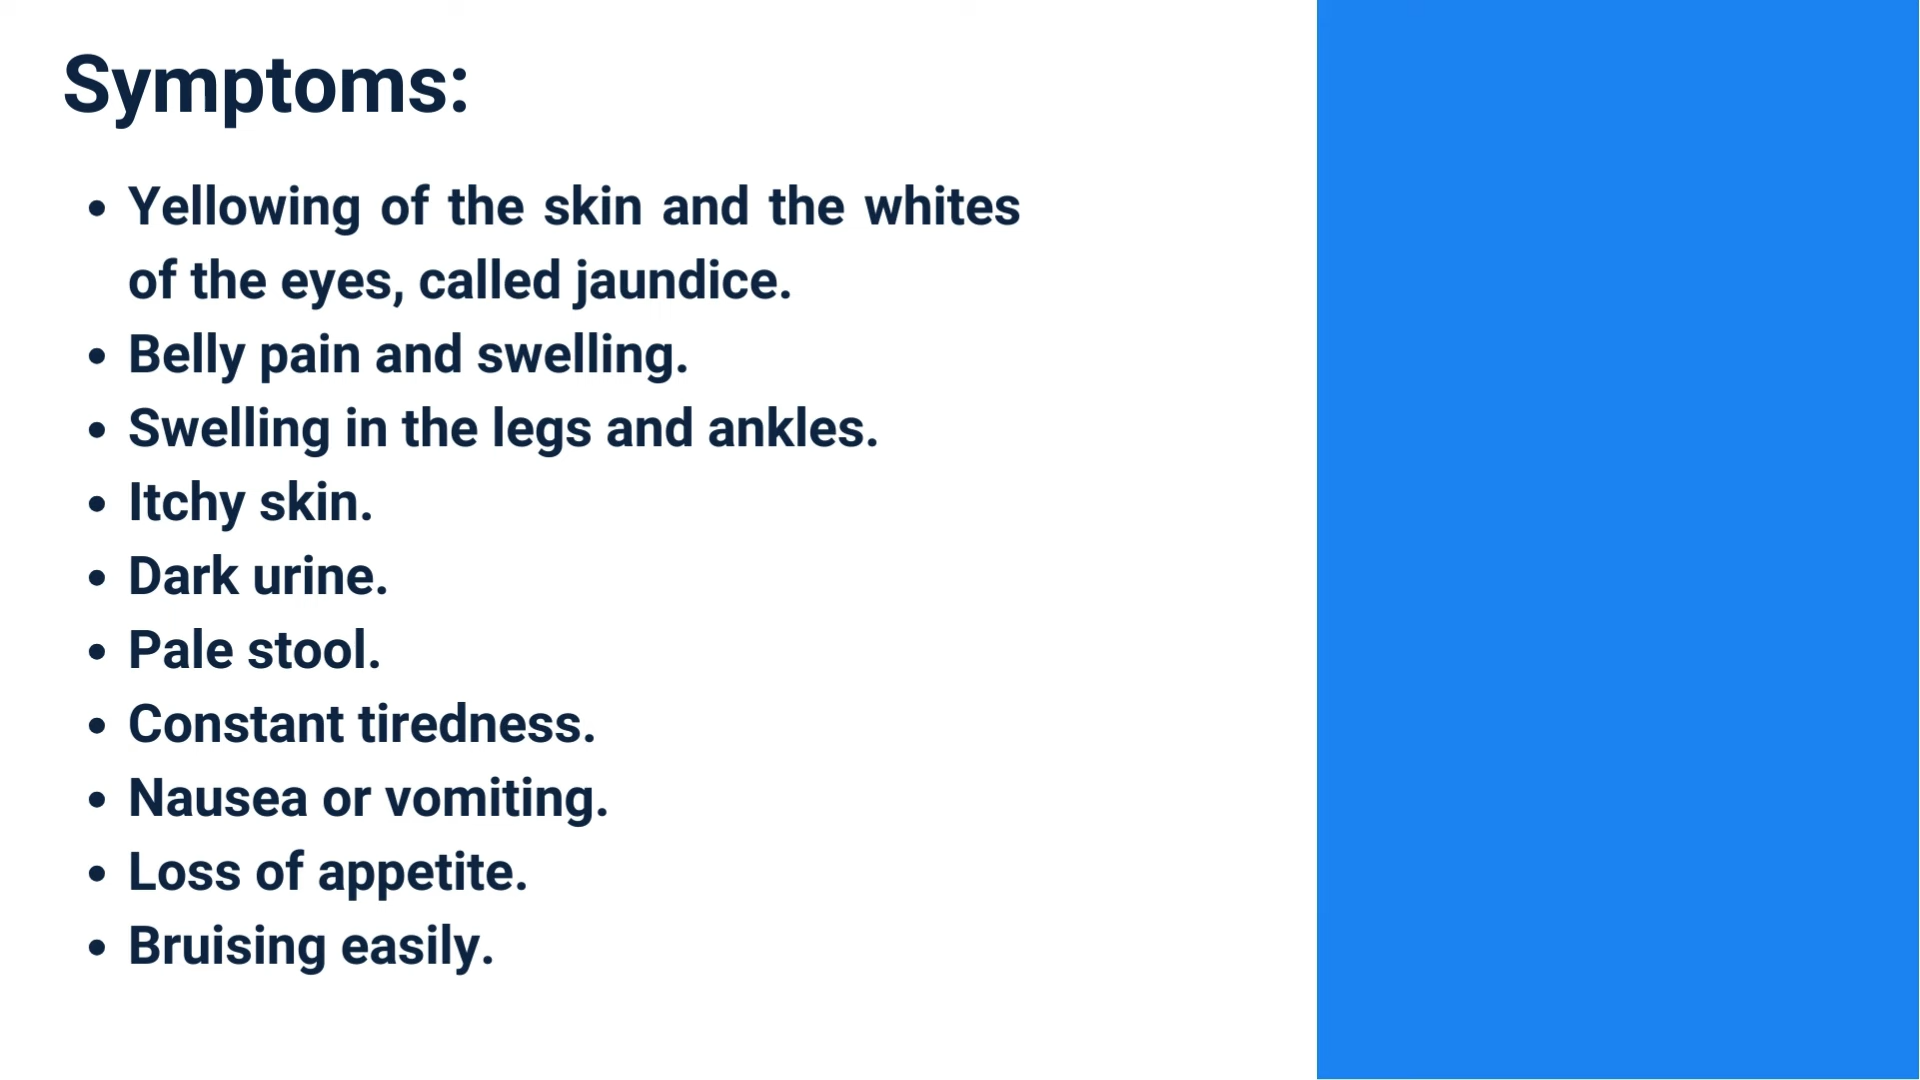 Symptoms:
• Yellowing of the skin and the whites
of the eyes, called jaundice.
• Belly pain and swelling.
• Swelling in the legs and ankles.
• Itchy skin.
• Dark urine.
• Pale stool.
• Constant tiredness.
• Nausea or vomiting.
• Loss of appetite.
• Bruising easily.